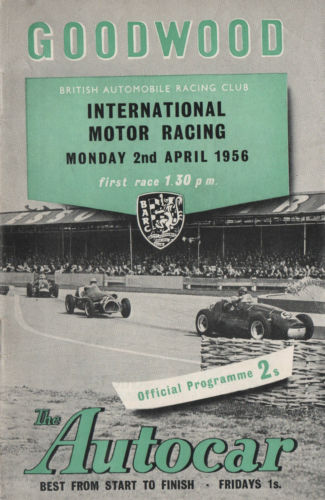 GOODWOOD
BRITISH AUTOMOBILE RACING CLUB
INTERNATIONAL
MOTOR RACING
MONDAY 2nd APRIL 1956
first race 1.30 p m.
BARC
Official Programme 2s
The
Autocar
BEST FROM START TO FINISH · FRIDAYS 1s.